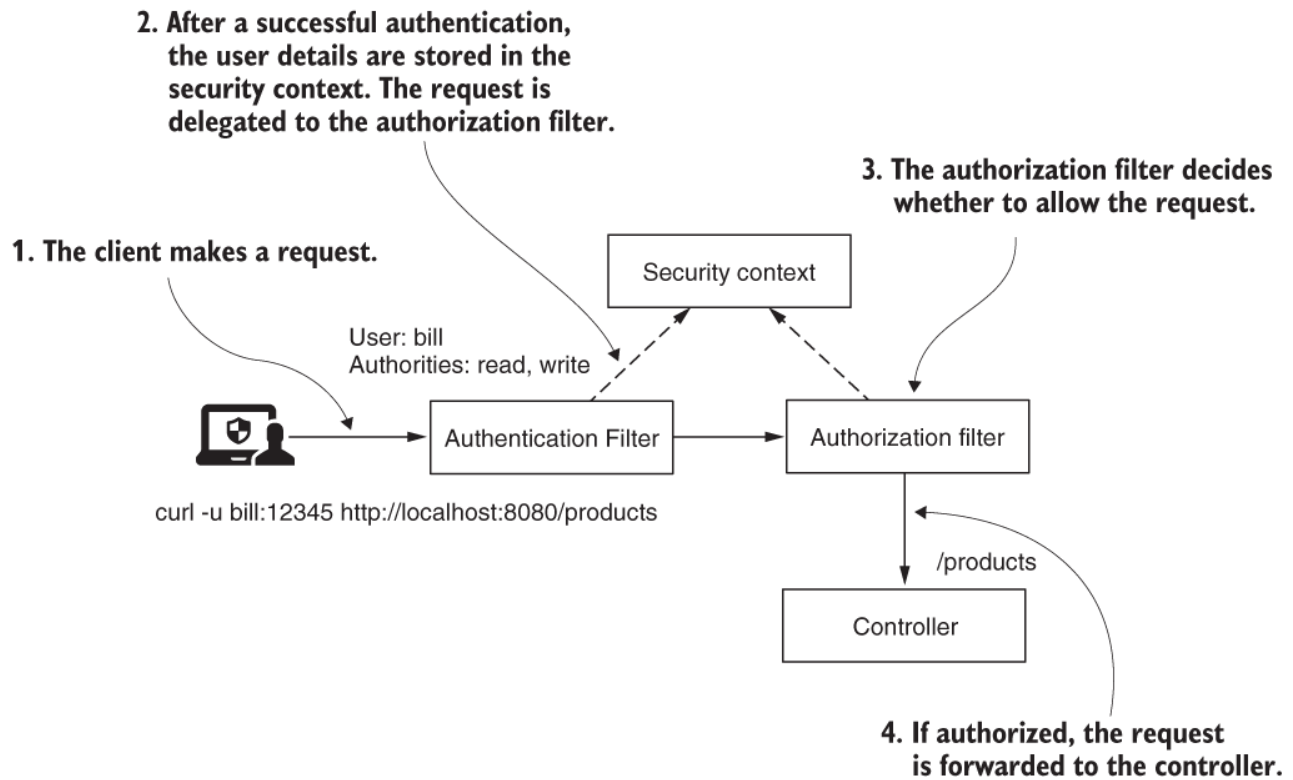 2. After a successful authentication,
the user details are stored in the
security context. The request is
delegated to the authorization filter.
3. The authorization filter decides
whether to allow the request.
1. The client makes a request.
Security context
User: bill
Authorities: read, write
Authentication Filter
Authorization filter
curl -u bill:12345 http://localhost:8080/products
/products
Controller
4. If authorized, the request
is forwarded to the controller.